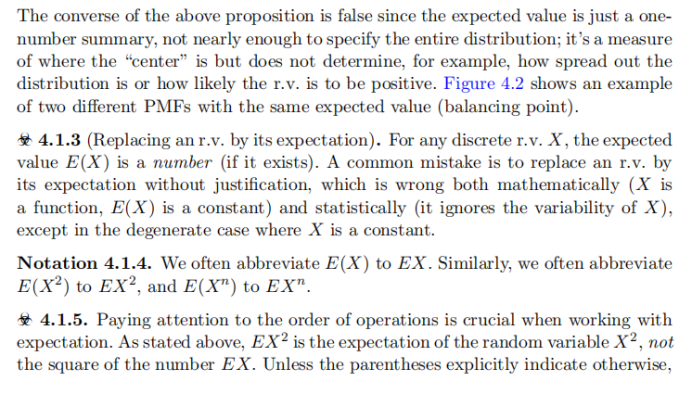 The converse of the above proposition is false since the expected value is just a one-
number summary, not nearly enough to specify the entire distribution; it's a measure
of where the “center” is but does not determine, for example, how spread out the
distribution is or how likely the r.v. is to be positive. Figure 4.2 shows an example
of two different PMFs with the same expected value (balancing point).
☣ 4.1.3 (Replacing an r.v. by its expectation). For any discrete r.v. X, the expected
value E(X) is a number (if it exists). A common mistake is to replace an r.v. by
its expectation without justification, which is wrong both mathematically (X is
a function, E(X) is a constant) and statistically (it ignores the variability of X),
except in the degenerate case where X is a constant.
Notation 4.1.4. We often abbreviate E(X) to EX. Similarly, we often abbreviate
E(X²) to EX², and E(Xⁿ) to EXⁿ.
☣ 4.1.5. Paying attention to the order of operations is crucial when working with
expectation. As stated above, EX² is the expectation of the random variable X², not
the square of the number EX. Unless the parentheses explicitly indicate otherwise,